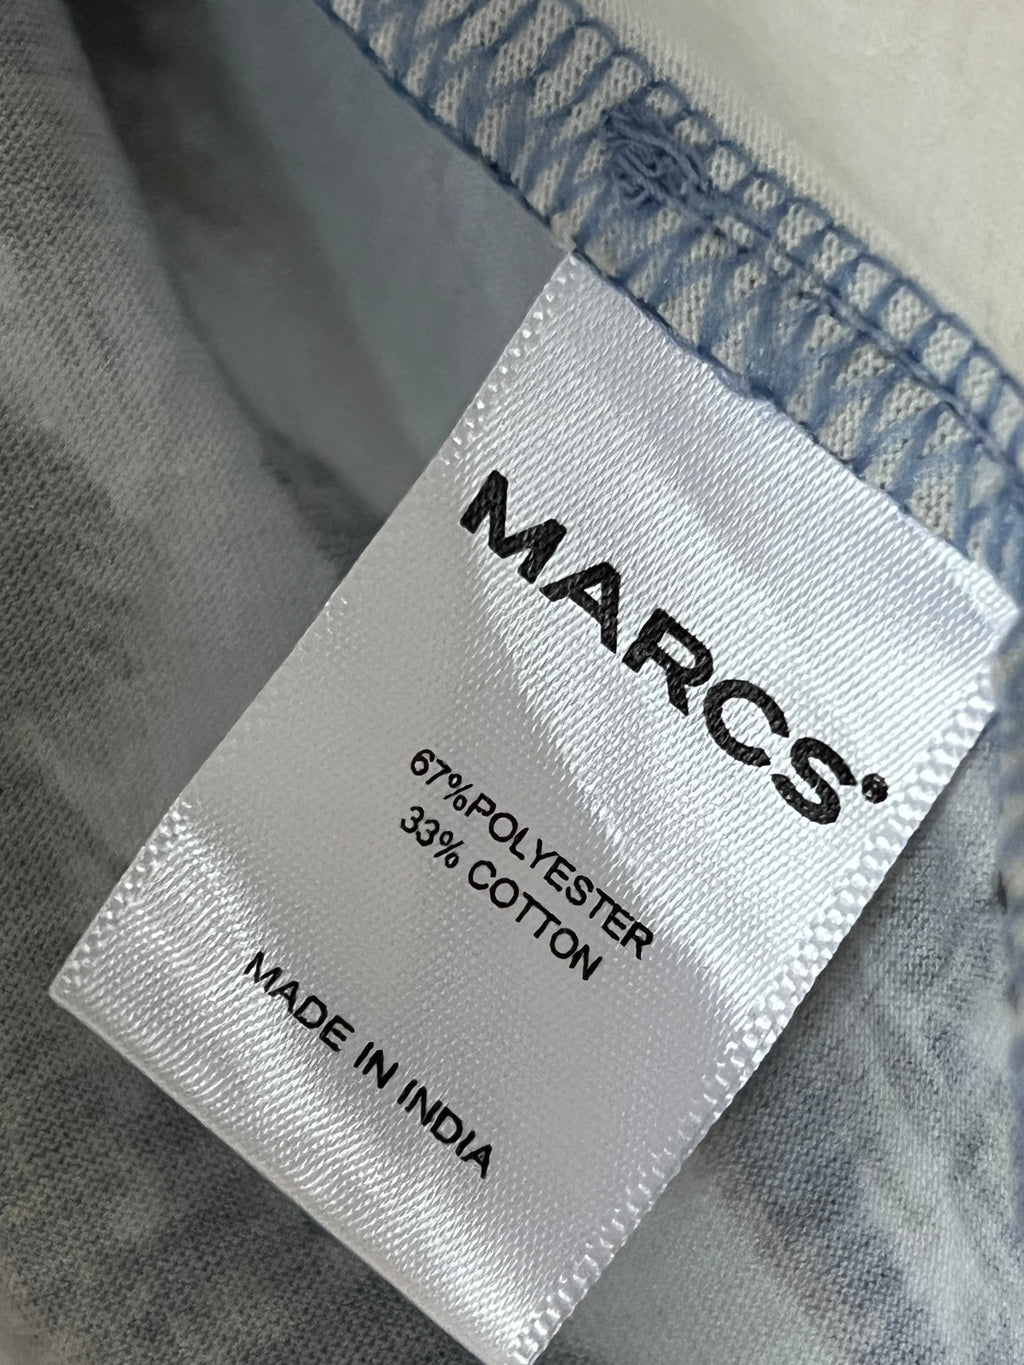 MARCS®
67%POLYESTER
33% COTTON
MADE IN INDIA